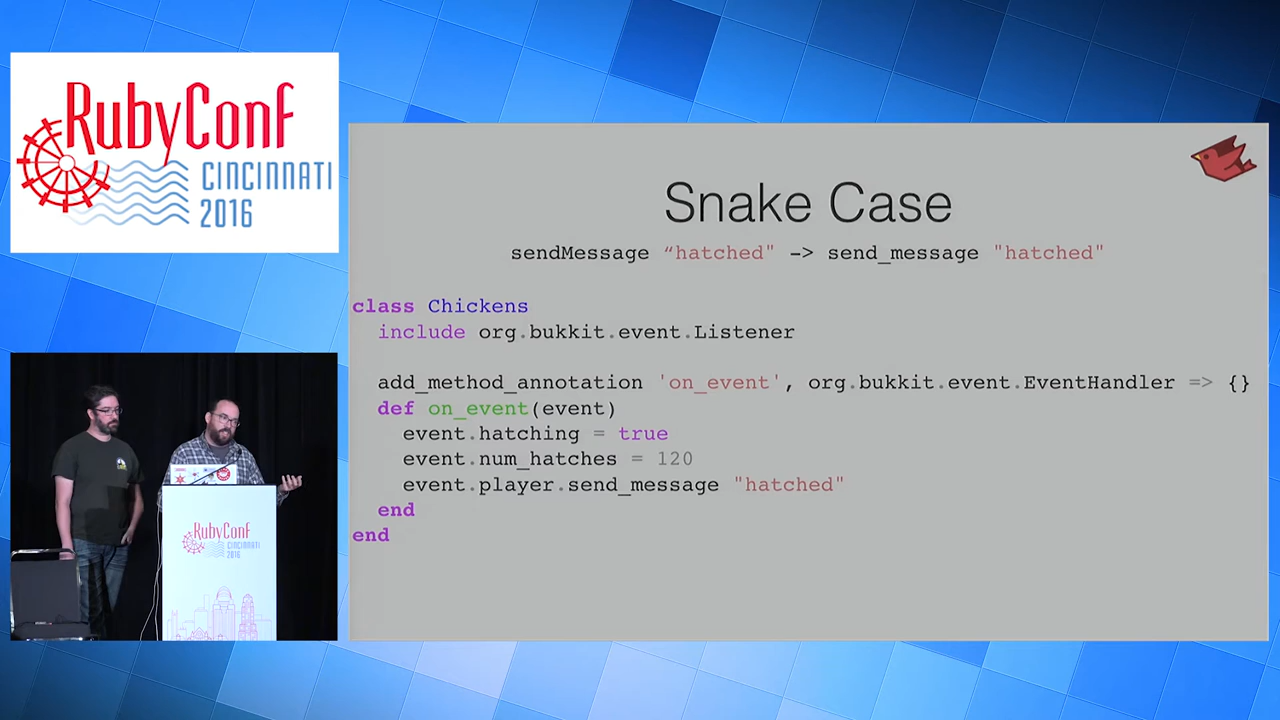 RubyConf
CINCINNATI
2016
Snake Case
sendMessage “hatched" -> send_message "hatched"
class Chickens
  include org.bukkit.event.Listener
  add_method_annotation 'on_event', org.bukkit.event.EventHandler => {}
  def on_event(event)
    event.hatching = true
    event.num_hatches = 120
    event.player.send_message "hatched"
  end
end
RubyConf
CINCINNATI
2016